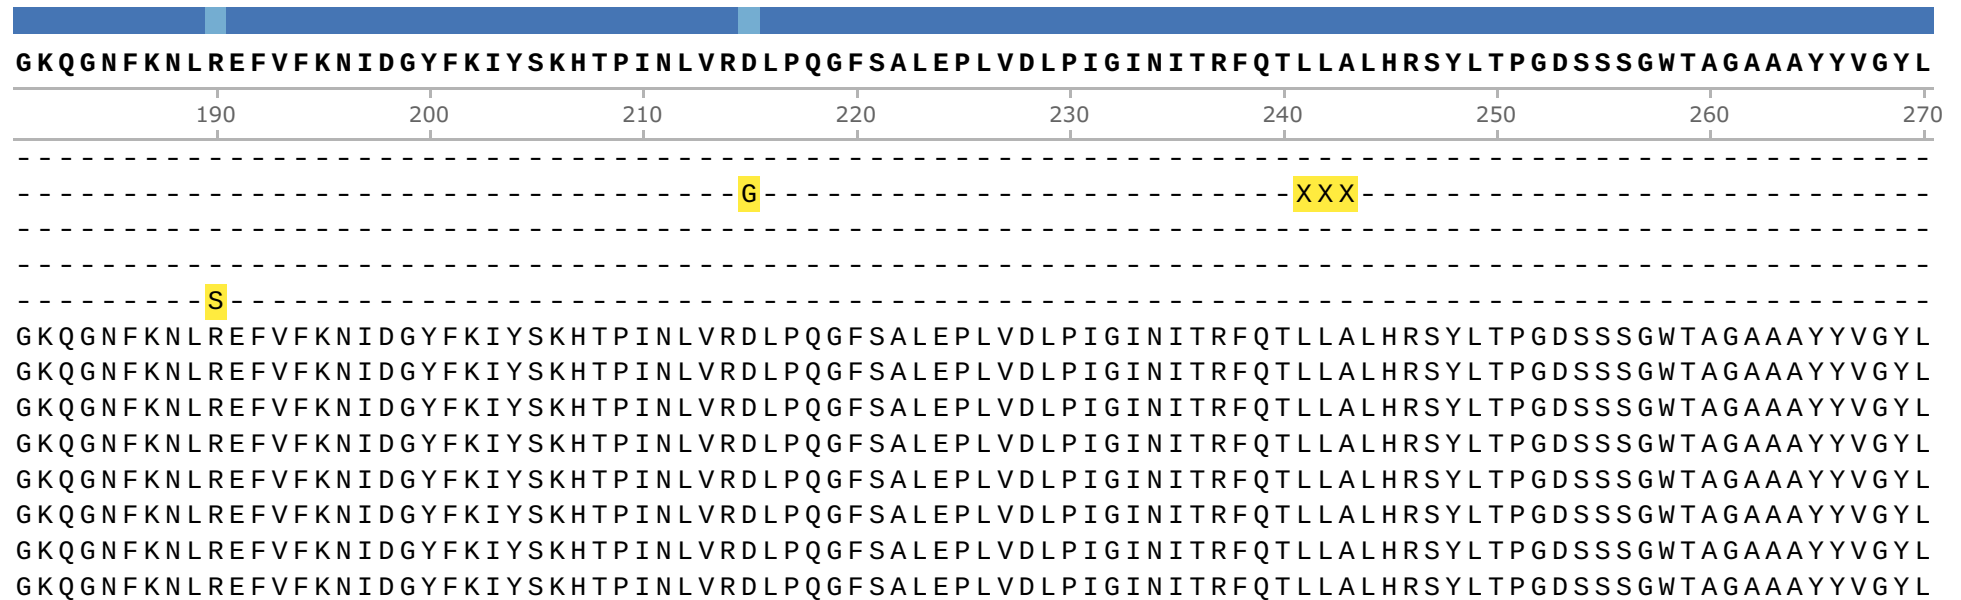 GKQGNFKNLREFVFKNIDGYFKIYSKHTPINLVRDLPQGFSALEPLVDLPIGINITRFQTLLALHRSYLTPGDSSSGWTAGAAAYYVGYL
190 200 210 220 230 240 250 260 270
------------------------------------------------------------------------------------------
----------------------------------G-------------------------XXX---------------------------
------------------------------------------------------------------------------------------
------------------------------------------------------------------------------------------
---------S--------------------------------------------------------------------------------
GKQGNFKNLREFVFKNIDGYFKIYSKHTPINLVRDLPQGFSALEPLVDLPIGINITRFQTLLALHRSYLTPGDSSSGWTAGAAAYYVGYL
GKQGNFKNLREFVFKNIDGYFKIYSKHTPINLVRDLPQGFSALEPLVDLPIGINITRFQTLLALHRSYLTPGDSSSGWTAGAAAYYVGYL
GKQGNFKNLREFVFKNIDGYFKIYSKHTPINLVRDLPQGFSALEPLVDLPIGINITRFQTLLALHRSYLTPGDSSSGWTAGAAAYYVGYL
GKQGNFKNLREFVFKNIDGYFKIYSKHTPINLVRDLPQGFSALEPLVDLPIGINITRFQTLLALHRSYLTPGDSSSGWTAGAAAYYVGYL
GKQGNFKNLREFVFKNIDGYFKIYSKHTPINLVRDLPQGFSALEPLVDLPIGINITRFQTLLALHRSYLTPGDSSSGWTAGAAAYYVGYL
GKQGNFKNLREFVFKNIDGYFKIYSKHTPINLVRDLPQGFSALEPLVDLPIGINITRFQTLLALHRSYLTPGDSSSGWTAGAAAYYVGYL
GKQGNFKNLREFVFKNIDGYFKIYSKHTPINLVRDLPQGFSALEPLVDLPIGINITRFQTLLALHRSYLTPGDSSSGWTAGAAAYYVGYL
GKQGNFKNLREFVFKNIDGYFKIYSKHTPINLVRDLPQGFSALEPLVDLPIGINITRFQTLLALHRSYLTPGDSSSGWTAGAAAYYVGYL